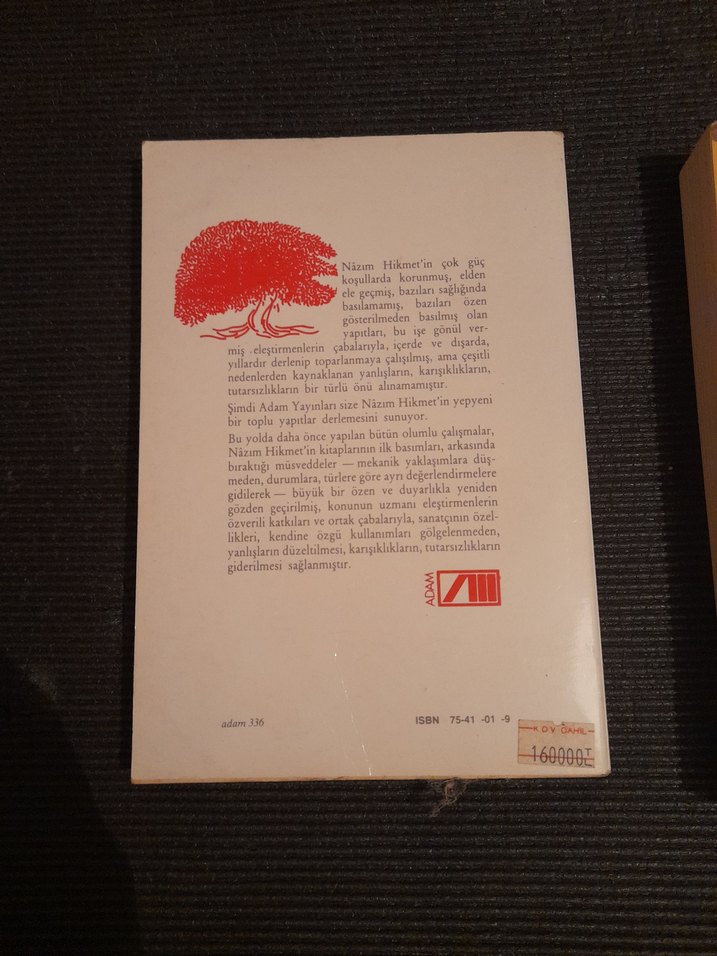 Nâzım Hikmet'in çok güç
koşullarda korunmuş, elden
ele geçmiş, bazıları sağlığında
basılamamış, bazıları özen
gösterilmeden basılmış olan
yapıtları, bu işe gönül ver-
miş eleştirmenlerin çabalarıyla, içerde ve dışarda,
yıllardır derlenip toparlanmaya çalışılmış, ama çeşitli
nedenlerden kaynaklanan yanlışların, karışıklıkların,
tutarsızlıkların bir türlü önü alınamamıştır.
Şimdi Adam Yayınları size Nâzım Hikmet'in yepyeni
bir toplu yapıtlar derlemesini sunuyor.
Bu yolda daha önce yapılan bütün olumlu çalışmalar,
Nâzım Hikmet'in kitaplarının ilk basımları, arkasında
bıraktığı müsveddeler — mekanik yaklaşımlara düş-
meden, durumlara, türlere göre ayrı değerlendirmelere
gidilerek — büyük bir özen ve duyarlıkla yeniden
gözden geçirilmiş, konunun uzmanı eleştirmenlerin
özverili katkıları ve ortak çabalarıyla, sanatçının özel-
likleri, kendine özgü kullanımları gölgelenmeden,
yanlışların düzeltilmesi, karışıklıkların, tutarsızlıkların
giderilmesi sağlanmıştır.
ADAM
adam 336
ISBN 75-41 -01 -9
K D V DAHİL
160000TL